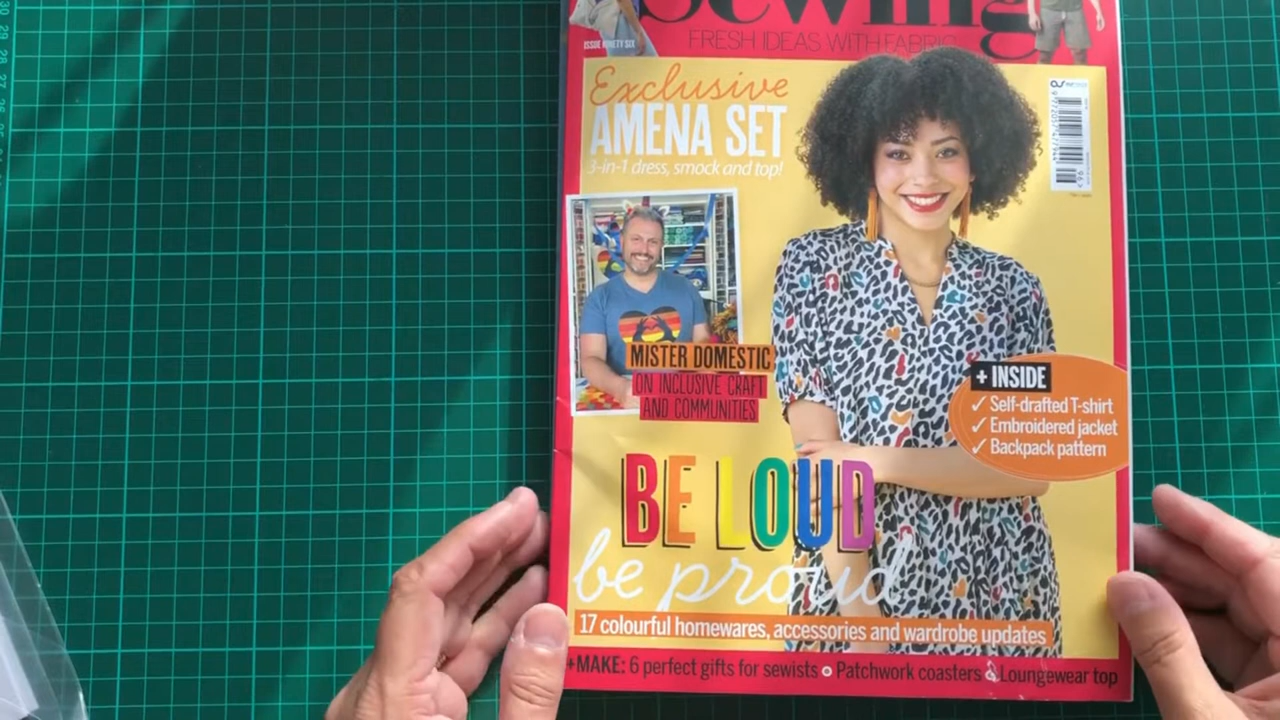 Sewing
ISSUE NINETY SIX
FRESH IDEAS WITH FABRIC
Exclusive
AMENA SET
3-in-1 dress, smock and top!
MISTER DOMESTIC
ON INCLUSIVE CRAFT
AND COMMUNITIES
+ INSIDE
✓ Self-drafted T-shirt
✓ Embroidered jacket
✓ Backpack pattern
BE LOUD
be proud
17 colourful homewares, accessories and wardrobe updates
+MAKE: 6 perfect gifts for sewists Patchwork coasters & Loungewear top